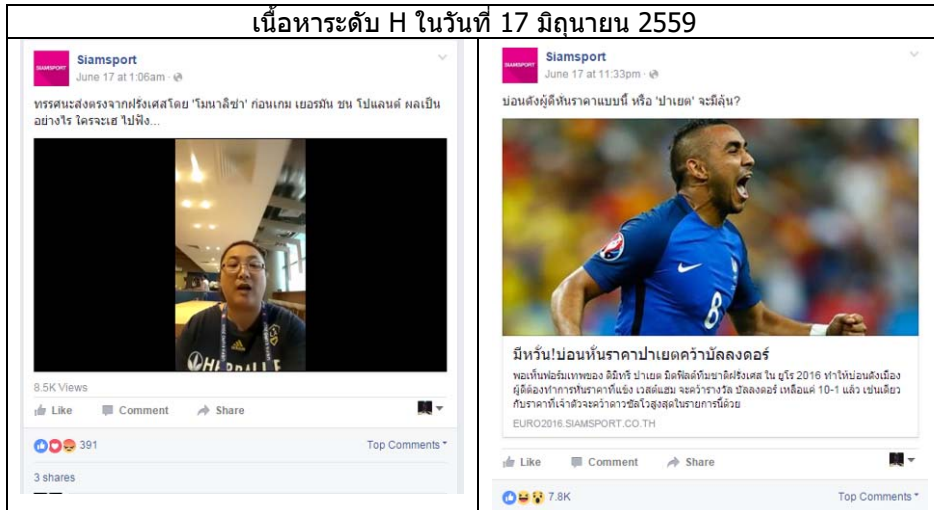 เนื้อหาระดับ H ในวันที่ 17 มิถุนายน 2559
SIAMSPORT
Siamsport
June 17 at 1:06am ·
ทรรศนะส่งตรงจากฝรั่งเศสโดย 'โมนาลิซ่า' ก่อนเกม เยอรมัน ชน โปแลนด์ ผลเป็น
อย่างไร ใครจะเฮ ไปฟัง...
8.5K Views
Like Comment Share
391 Top Comments
3 shares
SIAMSPORT
Siamsport
June 17 at 11:33pm ·
บ่อนดังผู้ดีหั่นราคาแบบนี้ หรือ 'ปาเยต' จะมีลุ้น?
8
มีหวั่น!บ่อนหั่นราคาปาเยตคว้าบัลลงดอร์
พอเห็นฟอร์มเทพของ ดิมิทรี ปาเยต มิดฟิลด์ทีมชาติฝรั่งเศส ใน ยูโร 2016 ทำให้บ่อนดังเมือง
ผู้ดีต้องทำการหั่นราคาที่แข้ง เวสต์แฮม จะคว้ารางวัล บัลลงดอร์ เหลือแค่ 10-1 แล้ว เช่นเดียว
กับราคาที่เจ้าตัวจะคว้าดาวซัลโวสูงสุดในรายการนี้ด้วย
EURO2016.SIAMSPORT.CO.TH
Like Comment Share
7.8K Top Comments